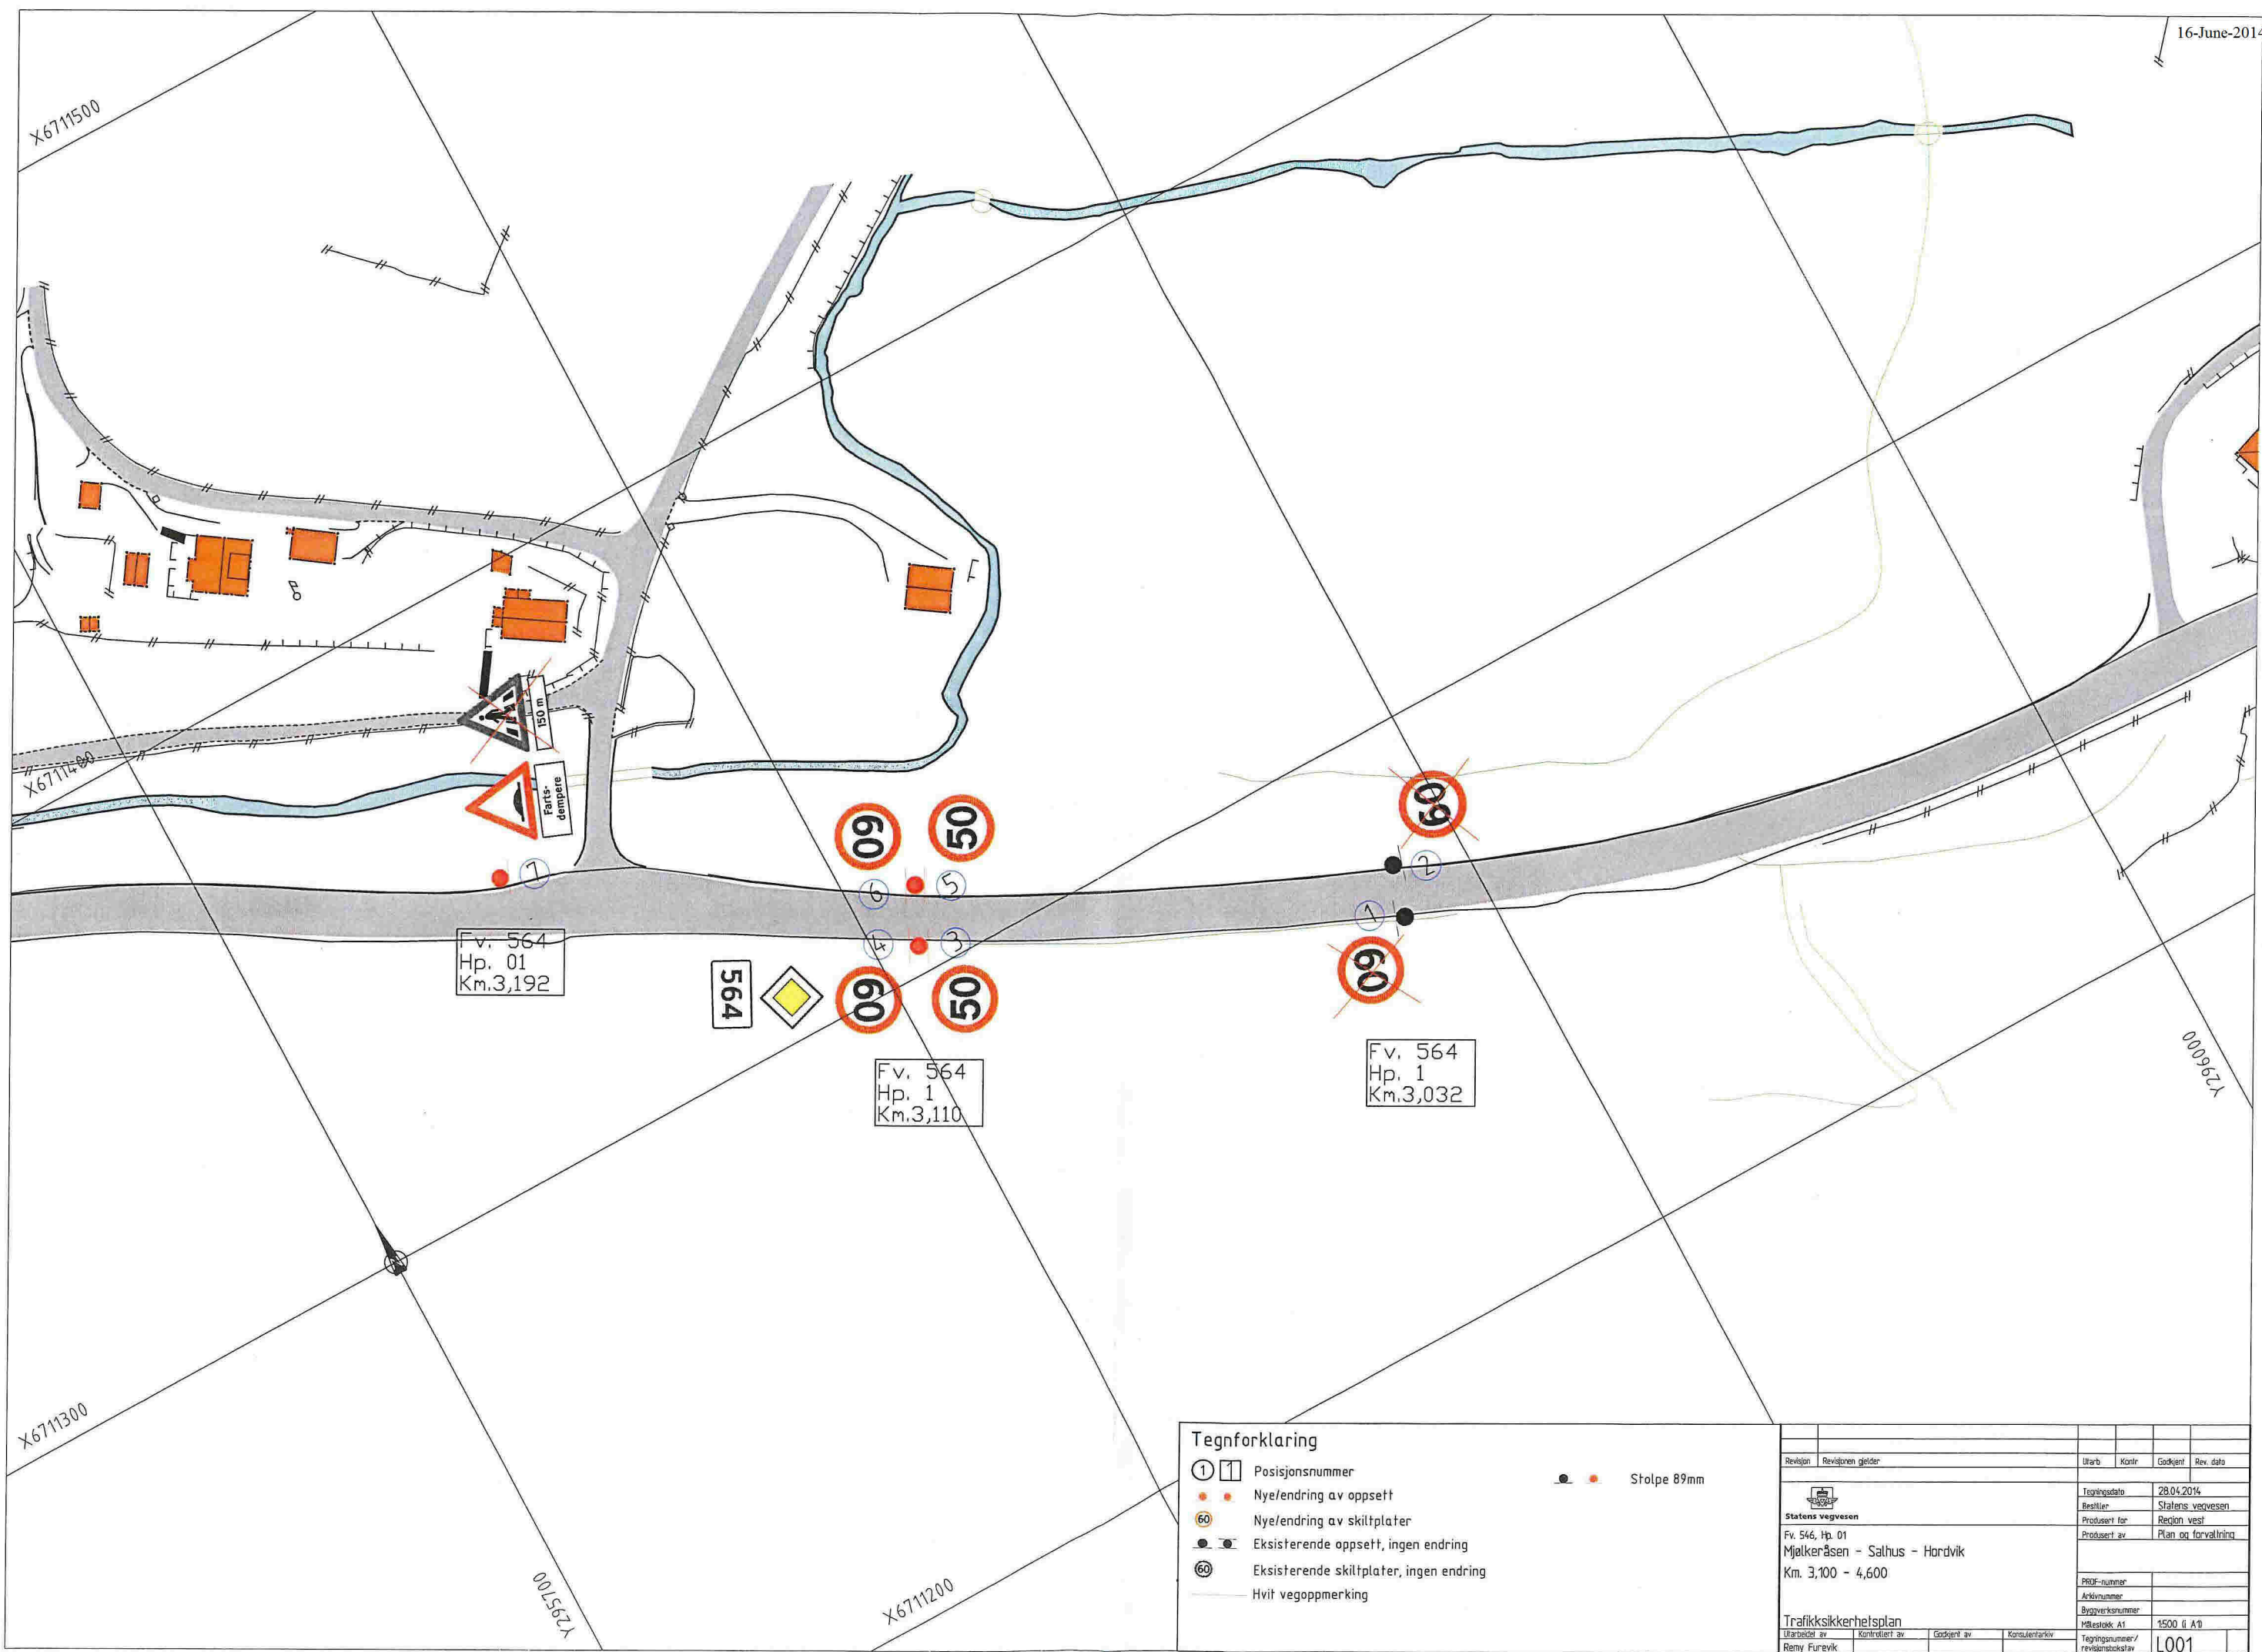 16-June-2014
X6711500
X6711400
150 m
Farts-
dempere
7
60
50
6
5
60
2
4
3
1
564
60
50
60
Fv. 564
Hp. 01
Km.3,192
Fv. 564
Hp. 1
Km.3,110
Fv. 564
Hp. 1
Km.3,032
Y296000
X6711300
Y295700
X6711200
Tegnforklaring
1 1 Posisjonsnummer
Stolpe 89mm
Nye/endring av oppsett
60 Nye/endring av skiltplater
Eksisterende oppsett, ingen endring
60 Eksisterende skiltplater, ingen endring
Hvit vegoppmerking
Revisjon Revisjonen gjelder Utarb Kontr Godkjent Rev. dato
Statens vegvesen
Fv. 546, Hp. 01
Mjølkeråsen - Salhus - Hordvik
Km. 3,100 - 4,600
Trafikksikkerhetsplan
Utarbeidet av Kontrollert av Godkjent av Konsulentarkiv
Remy Furevik
Tegningsdato 28.04.2014
Bestiller Statens vegvesen
Produsert for Region vest
Produsert av Plan og forvaltning
PROF-nummer
Arkivnummer
Byggverksnummer
Målestokk A1 1:500 (i A1)
Tegningsnummer/
revisjonsbokstav L001